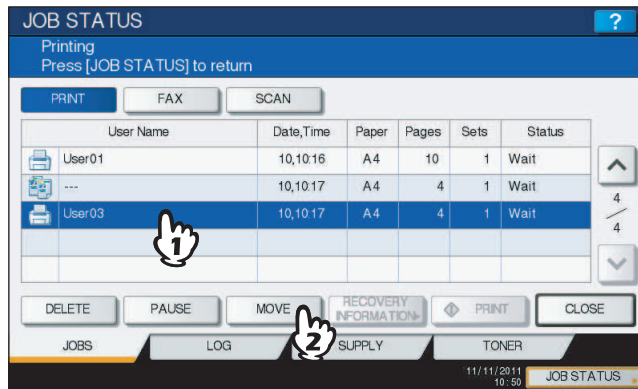 JOB STATUS ?
Printing
Press [JOB STATUS] to return
PRINT FAX SCAN
User Name Date,Time Paper Pages Sets Status
User01 10,10:16 A4 10 1 Wait
--- 10,10:17 A4 4 1 Wait
User03 10,10:17 A4 4 1 Wait
4
4
1
DELETE PAUSE MOVE RECOVERY INFORMATION PRINT CLOSE
2
JOBS LOG SUPPLY TONER
11/11/2011
10:50 JOB STATUS